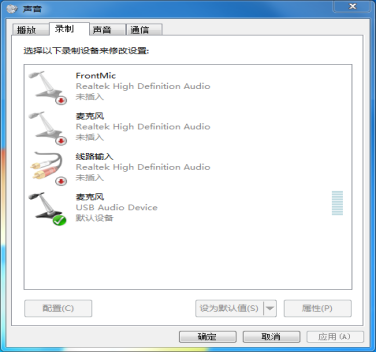 声音
播放 录制 声音 通信
选择以下录制设备来修改设置:
FrontMic
Realtek High Definition Audio
未插入
麦克风
Realtek High Definition Audio
未插入
线路输入
Realtek High Definition Audio
未插入
麦克风
USB Audio Device
默认设备
配置(C) 设为默认值(S) 属性(P)
确定 取消 应用(A)